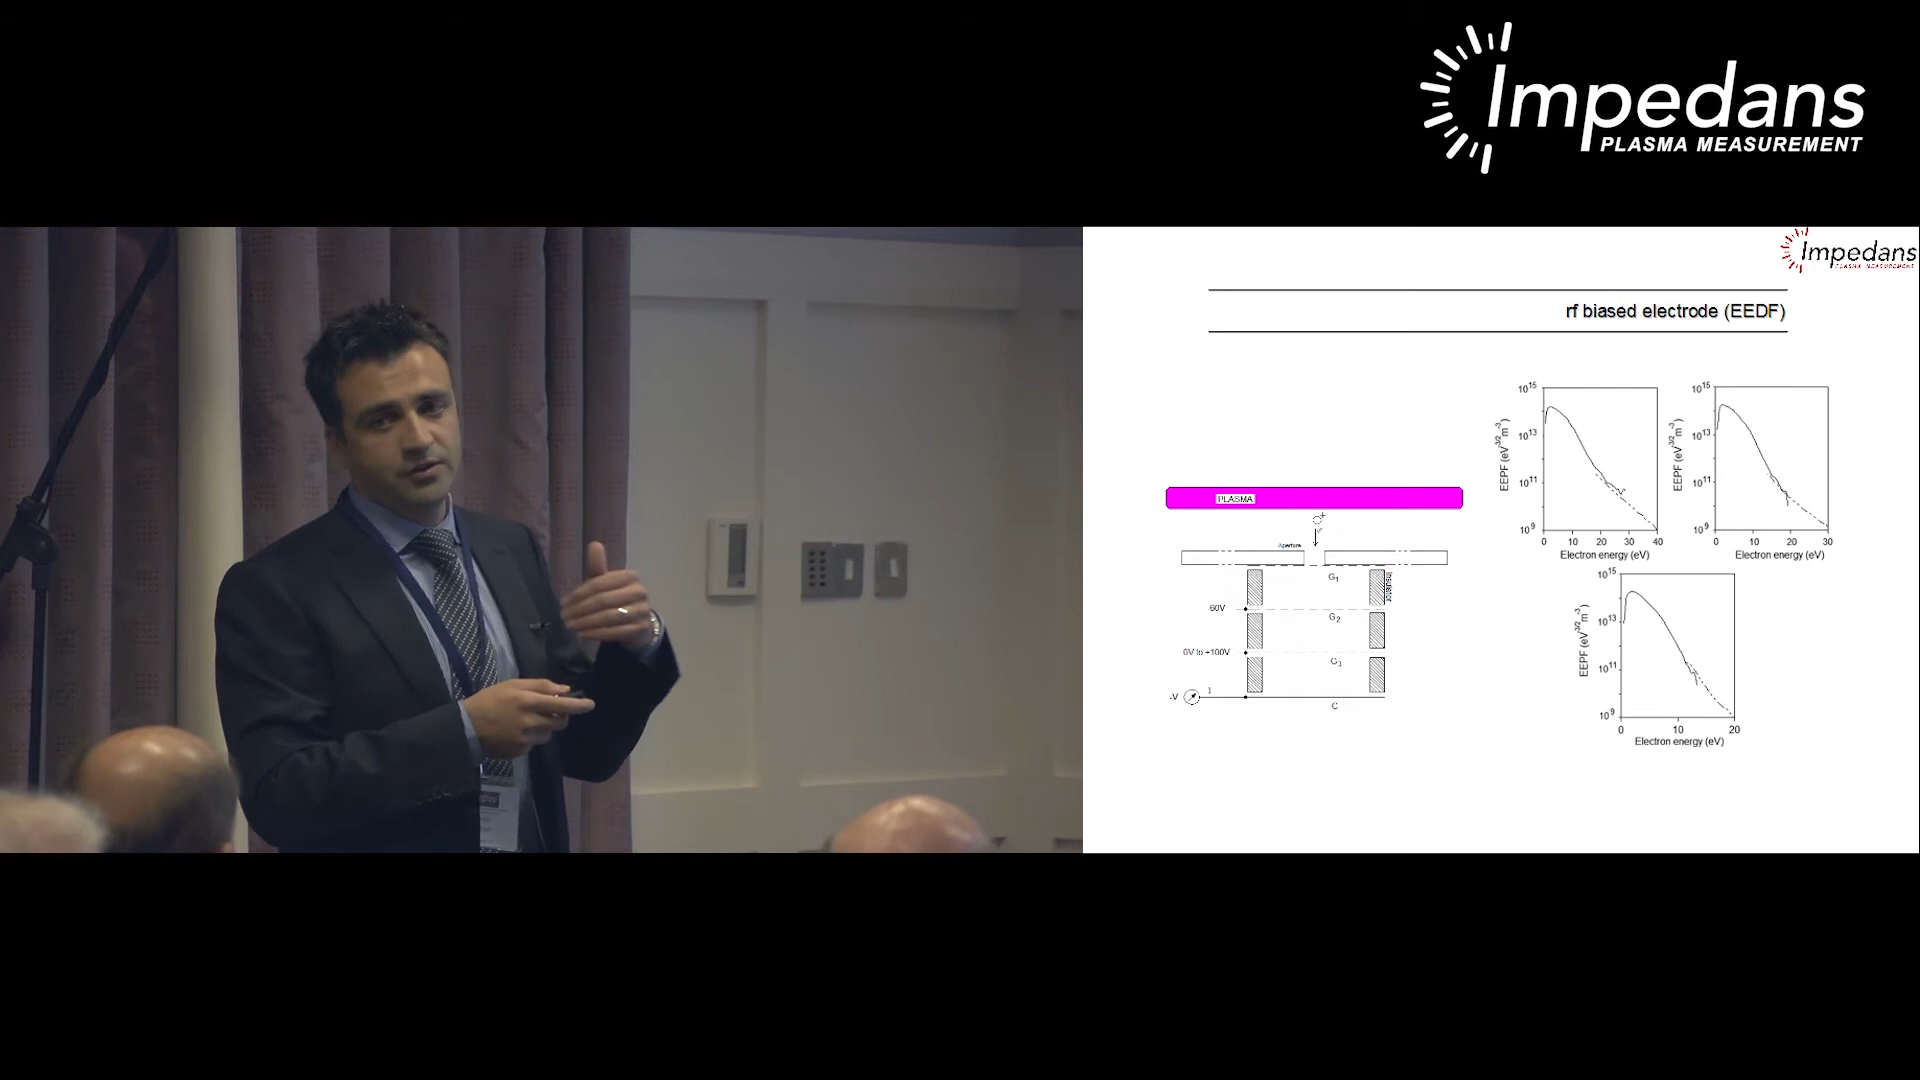 Impedans
PLASMA MEASUREMENT
Impedans
PLASMA MEASUREMENT
rf biased electrode (EEDF)
PLASMA
Aperture
G1
Insulator
-60V
G2
0V to +100V
G3
-V
I
C
EEPF (eV^-3/2 m^-3)
10^15
10^13
10^11
10^9
0 10 20 30 40
Electron energy (eV)
EEPF (eV^-3/2 m^-3)
10^15
10^13
10^11
10^9
0 10 20 30
Electron energy (eV)
EEPF (eV^-3/2 m^-3)
10^15
10^13
10^11
10^9
0 10 20
Electron energy (eV)